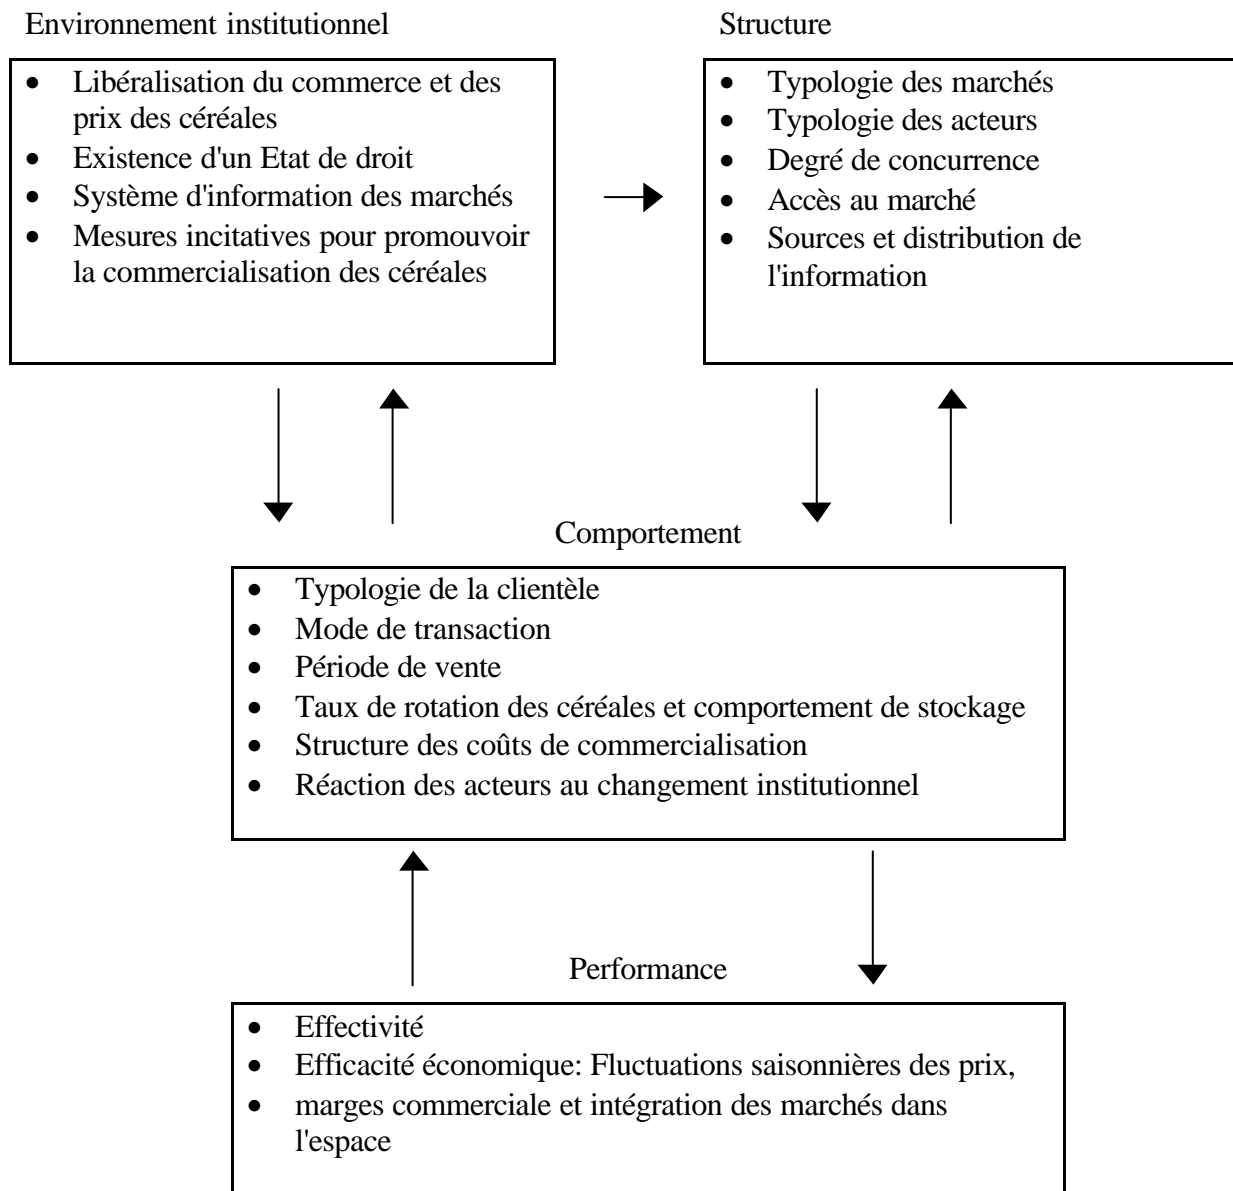 Environnement institutionnel
• Libéralisation du commerce et des
prix des céréales
• Existence d'un Etat de droit
• Système d'information des marchés
• Mesures incitatives pour promouvoir
la commercialisation des céréales
Structure
• Typologie des marchés
• Typologie des acteurs
• Degré de concurrence
• Accès au marché
• Sources et distribution de
l'information
Comportement
• Typologie de la clientèle
• Mode de transaction
• Période de vente
• Taux de rotation des céréales et comportement de stockage
• Structure des coûts de commercialisation
• Réaction des acteurs au changement institutionnel
Performance
• Effectivité
• Efficacité économique: Fluctuations saisonnières des prix,
• marges commerciale et intégration des marchés dans
l'espace